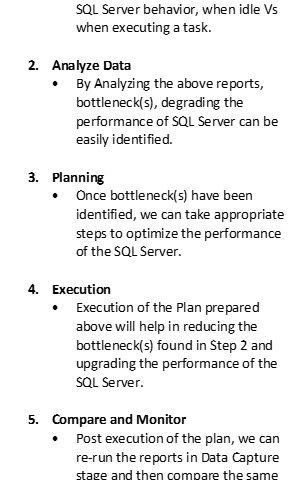 SQL Server behavior, when idle Vs
when executing a task.
2. Analyze Data
• By Analyzing the above reports,
bottleneck(s), degrading the
performance of SQL Server can be
easily identified.
3. Planning
• Once bottleneck(s) have been
identified, we can take appropriate
steps to optimize the performance
of the SQL Server.
4. Execution
• Execution of the Plan prepared
above will help in reducing the
bottleneck(s) found in Step 2 and
upgrading the performance of the
SQL Server.
5. Compare and Monitor
• Post execution of the plan, we can
re-run the reports in Data Capture
stage and then compare the same